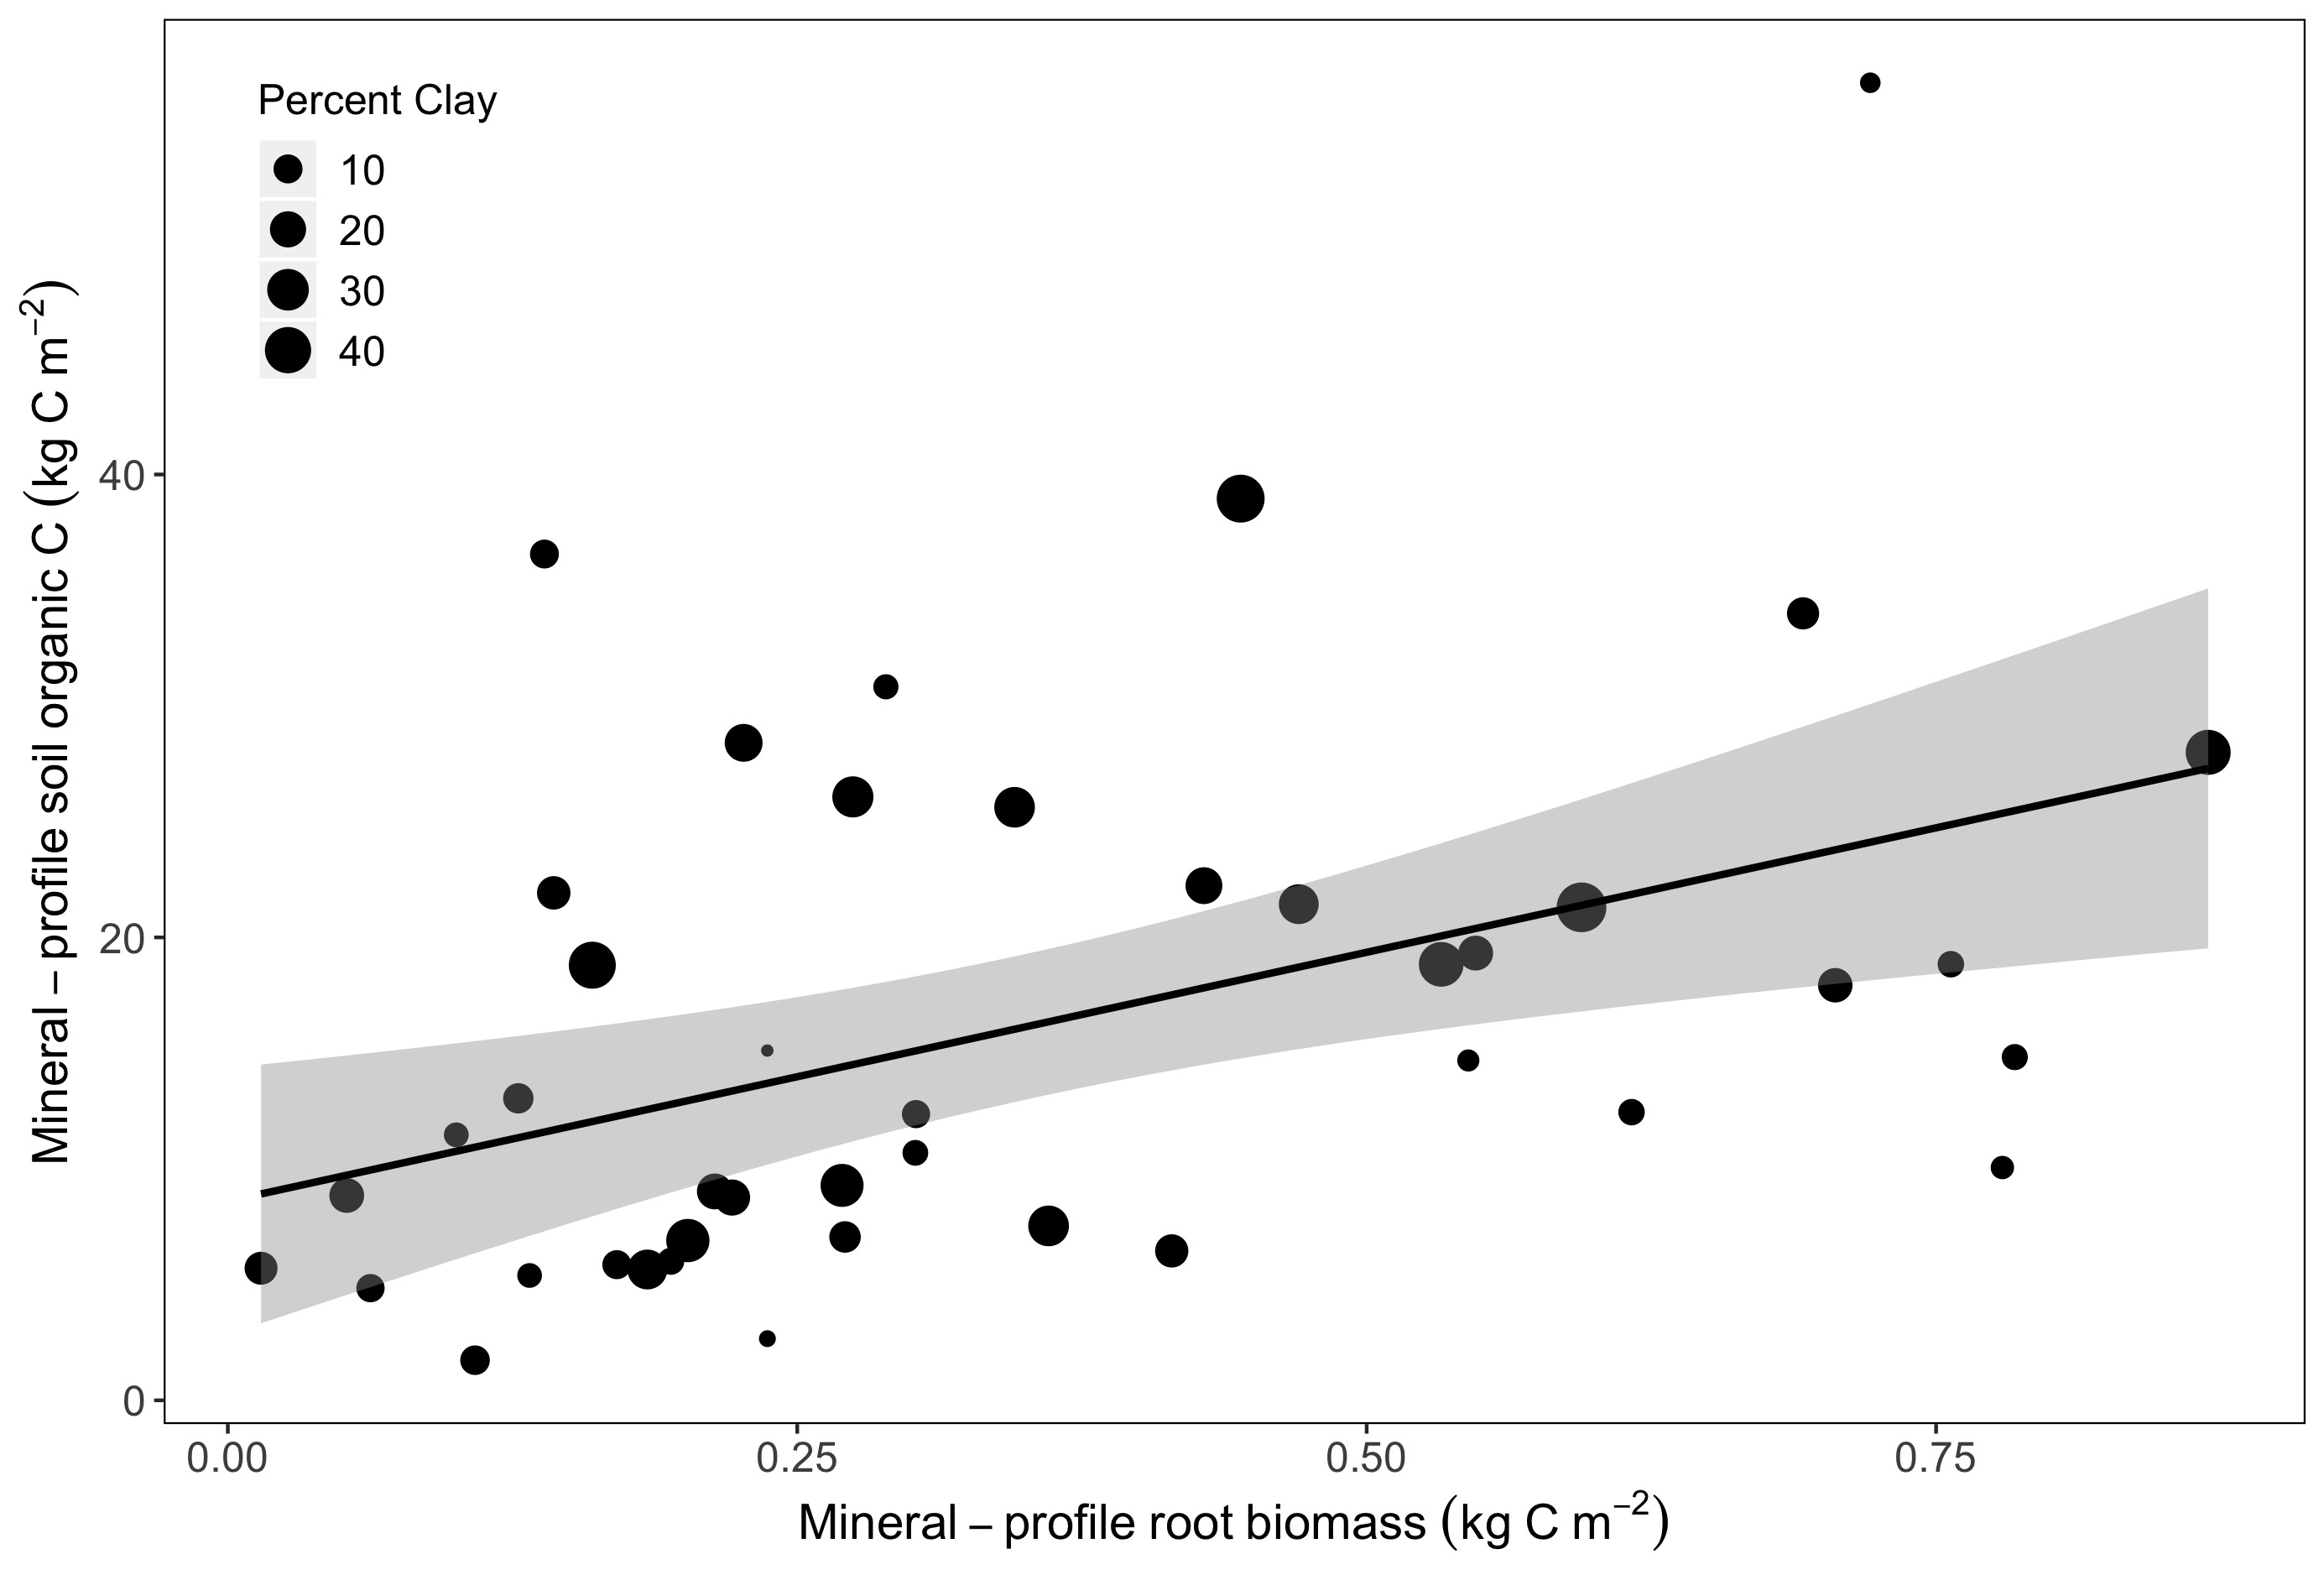 Percent Clay
10
20
30
40
Mineral – profile soil organic C (kg C m⁻²)
40
20
0
0.00 0.25 0.50 0.75
Mineral – profile root biomass (kg C m⁻²)